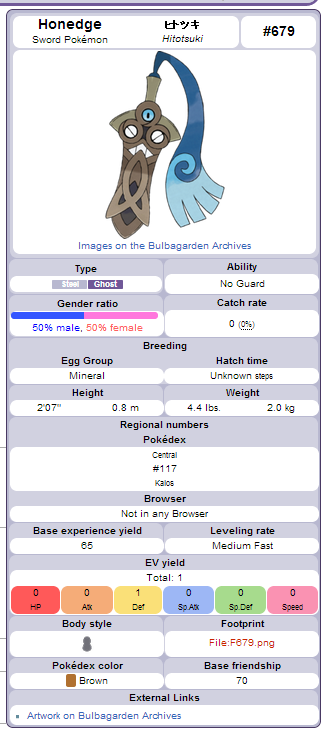 Honedge
Sword Pokémon
ヒトツキ
Hitotsuki
#679
Images on the Bulbagarden Archives
Type
Steel Ghost
Ability
No Guard
Gender ratio
50% male, 50% female
Catch rate
0 (0%)
Breeding
Egg Group
Mineral
Hatch time
Unknown steps
Height
2'07" 0.8 m
Weight
4.4 lbs. 2.0 kg
Regional numbers
Pokédex
Central
#117
Kalos
Browser
Not in any Browser
Base experience yield
65
Leveling rate
Medium Fast
EV yield
Total: 1
0 0 1 0 0 0
HP Atk Def Sp.Atk Sp.Def Speed
Body style
Footprint
File:F679.png
Pokédex color
Brown
Base friendship
70
External Links
Artwork on Bulbagarden Archives